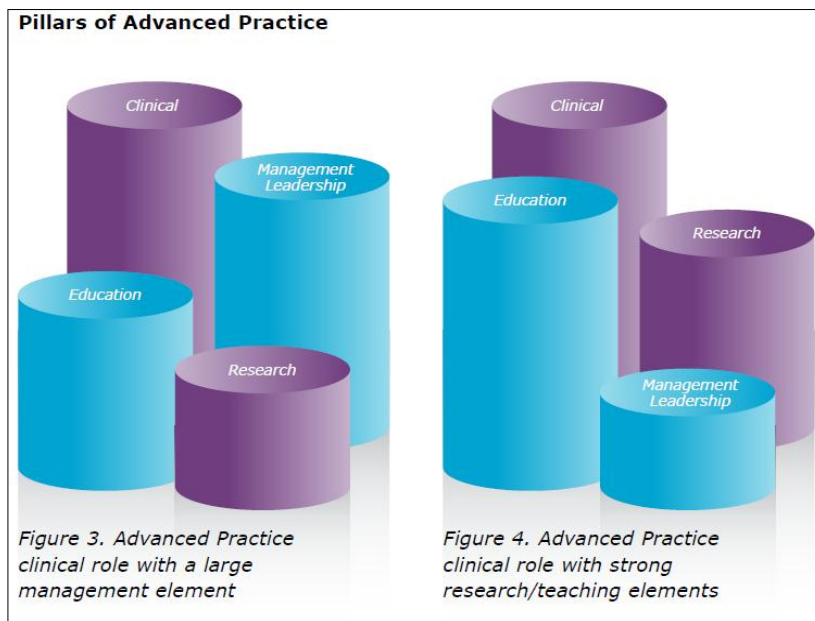 Pillars of Advanced Practice
Clinical
Management
Leadership
Education
Research
Figure 3. Advanced Practice
clinical role with a large
management element
Clinical
Education
Research
Management
Leadership
Figure 4. Advanced Practice
clinical role with strong
research/teaching elements